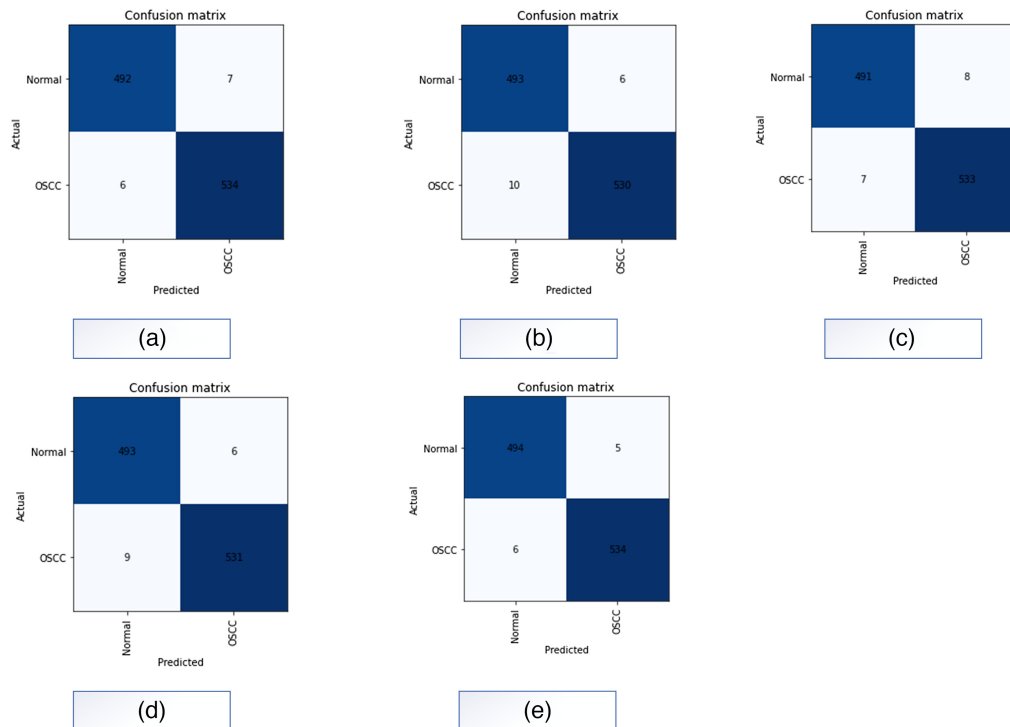 Confusion matrix
Normal 492 7
Actual
OSCC 6 534
Normal OSCC
Predicted
(a)
Confusion matrix
Normal 493 6
Actual
OSCC 10 530
Normal OSCC
Predicted
(b)
Confusion matrix
Normal 491 8
Actual
OSCC 7 533
Normal OSCC
Predicted
(c)
Confusion matrix
Normal 493 6
Actual
OSCC 9 531
Normal OSCC
Predicted
(d)
Confusion matrix
Normal 494 5
Actual
OSCC 6 534
Normal OSCC
Predicted
(e)